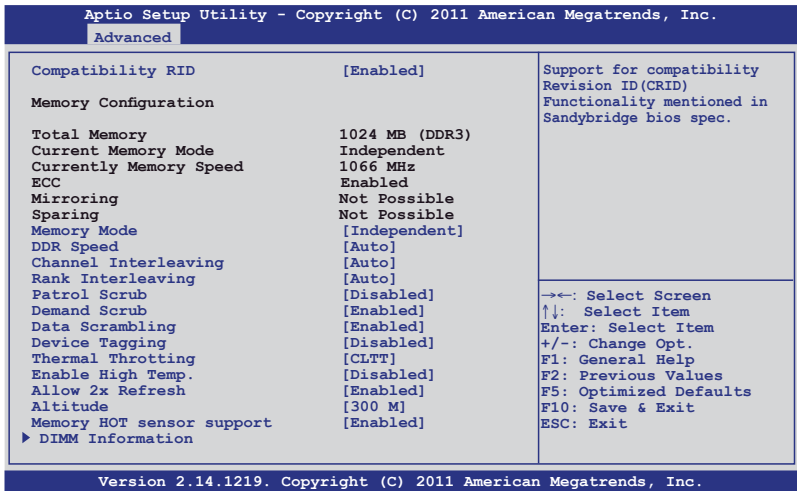 Aptio Setup Utility - Copyright (C) 2011 American Megatrends, Inc.
Advanced
Compatibility RID [Enabled]
Memory Configuration
Total Memory 1024 MB (DDR3)
Current Memory Mode Independent
Currently Memory Speed 1066 MHz
ECC Enabled
Mirroring Not Possible
Sparing Not Possible
Memory Mode [Independent]
DDR Speed [Auto]
Channel Interleaving [Auto]
Rank Interleaving [Auto]
Patrol Scrub [Disabled]
Demand Scrub [Enabled]
Data Scrambling [Enabled]
Device Tagging [Disabled]
Thermal Throtting [CLTT]
Enable High Temp. [Disabled]
Allow 2x Refresh [Enabled]
Altitude [300 M]
Memory HOT sensor support [Enabled]
DIMM Information
Support for compatibility
Revision ID(CRID)
Functionality mentioned in
Sandybridge bios spec.
→←: Select Screen
↑↓: Select Item
Enter: Select Item
+/-: Change Opt.
F1: General Help
F2: Previous Values
F5: Optimized Defaults
F10: Save & Exit
ESC: Exit
Version 2.14.1219. Copyright (C) 2011 American Megatrends, Inc.